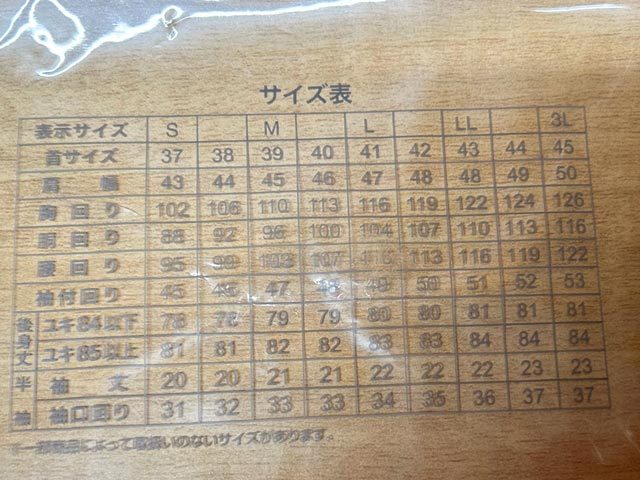 サイズ表
表示サイズ S M L LL 3L
首サイズ 37 38 39 40 41 42 43 44 45
肩幅 43 44 45 46 47 48 48 49 50
胸回り 102 106 110 113 116 119 122 124 126
胴回り 88 92 96 100 104 107 110 113 116
腰回り 95 99 103 107 113 116 119 122
袖付回り 45 46 47 48 49 50 51 52 53
後身丈 ユキ84以下 78 78 79 79 80 80 81 81 81
ユキ85以上 81 81 82 82 83 83 84 84 84
半袖 袖丈 20 20 21 21 22 22 22 23 23
袖口回り 31 32 33 33 34 35 36 37 37
※一部商品によって取扱いのないサイズがあります。